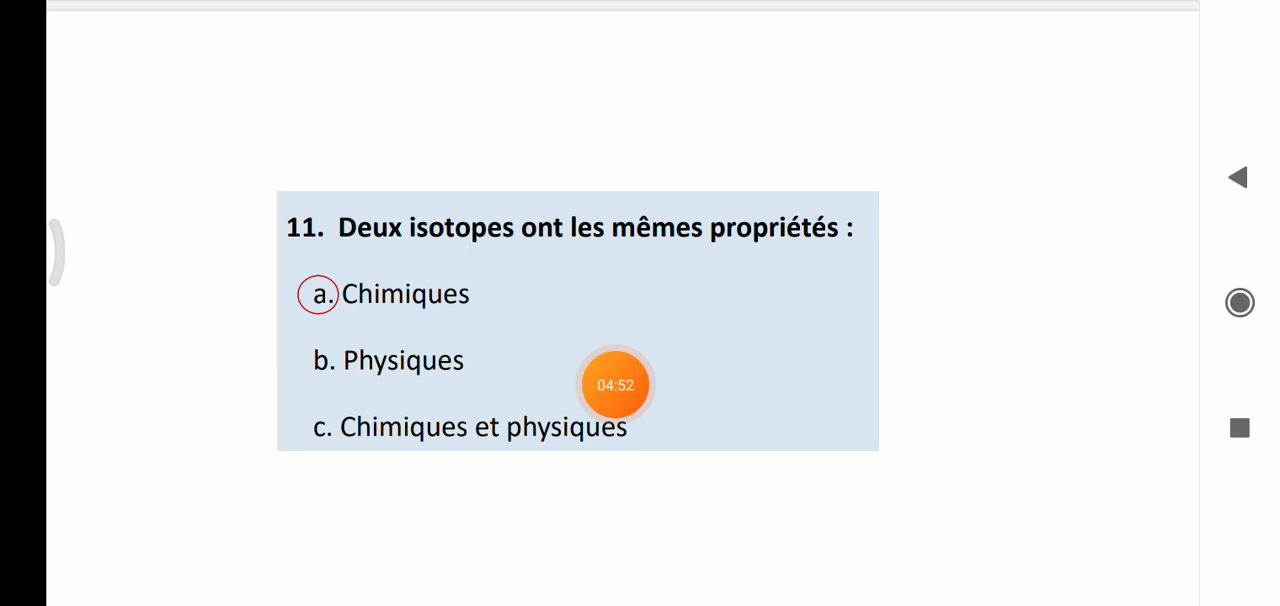 11. Deux isotopes ont les mêmes propriétés :
a. Chimiques
b. Physiques
04:52
c. Chimiques et physiques